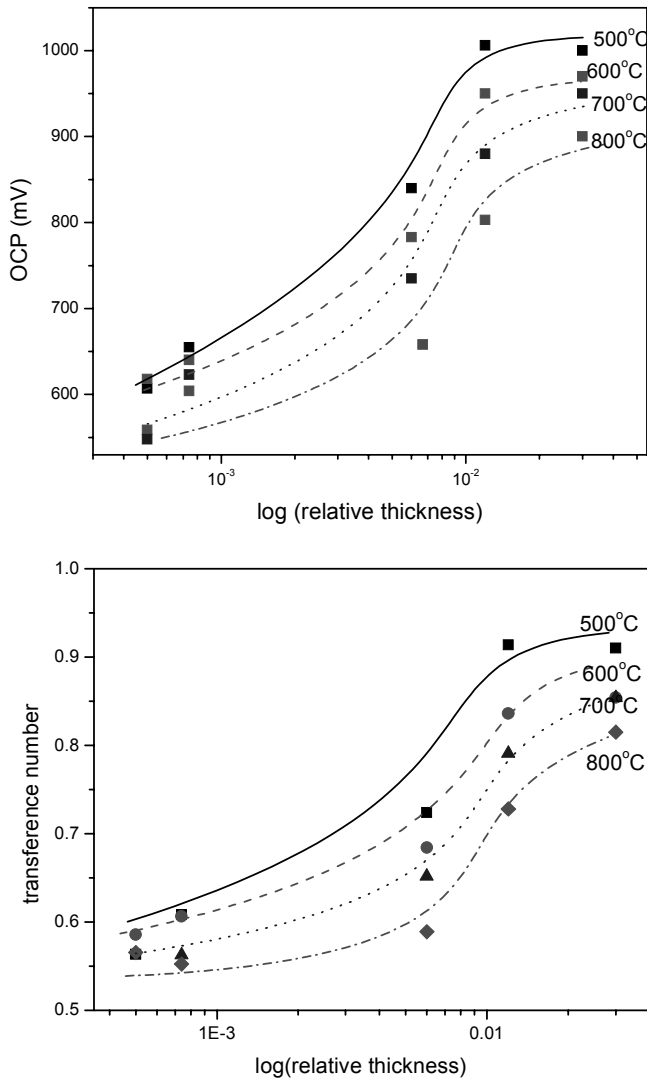 1000
900
800
700
600
OCP (mV)
500°C
600°C
700°C
800°C
10⁻³
10⁻²
log (relative thickness)
1.0
0.9
0.8
0.7
0.6
0.5
transference number
500°C
600°C
700°C
800°C
1E-3
0.01
log(relative thickness)